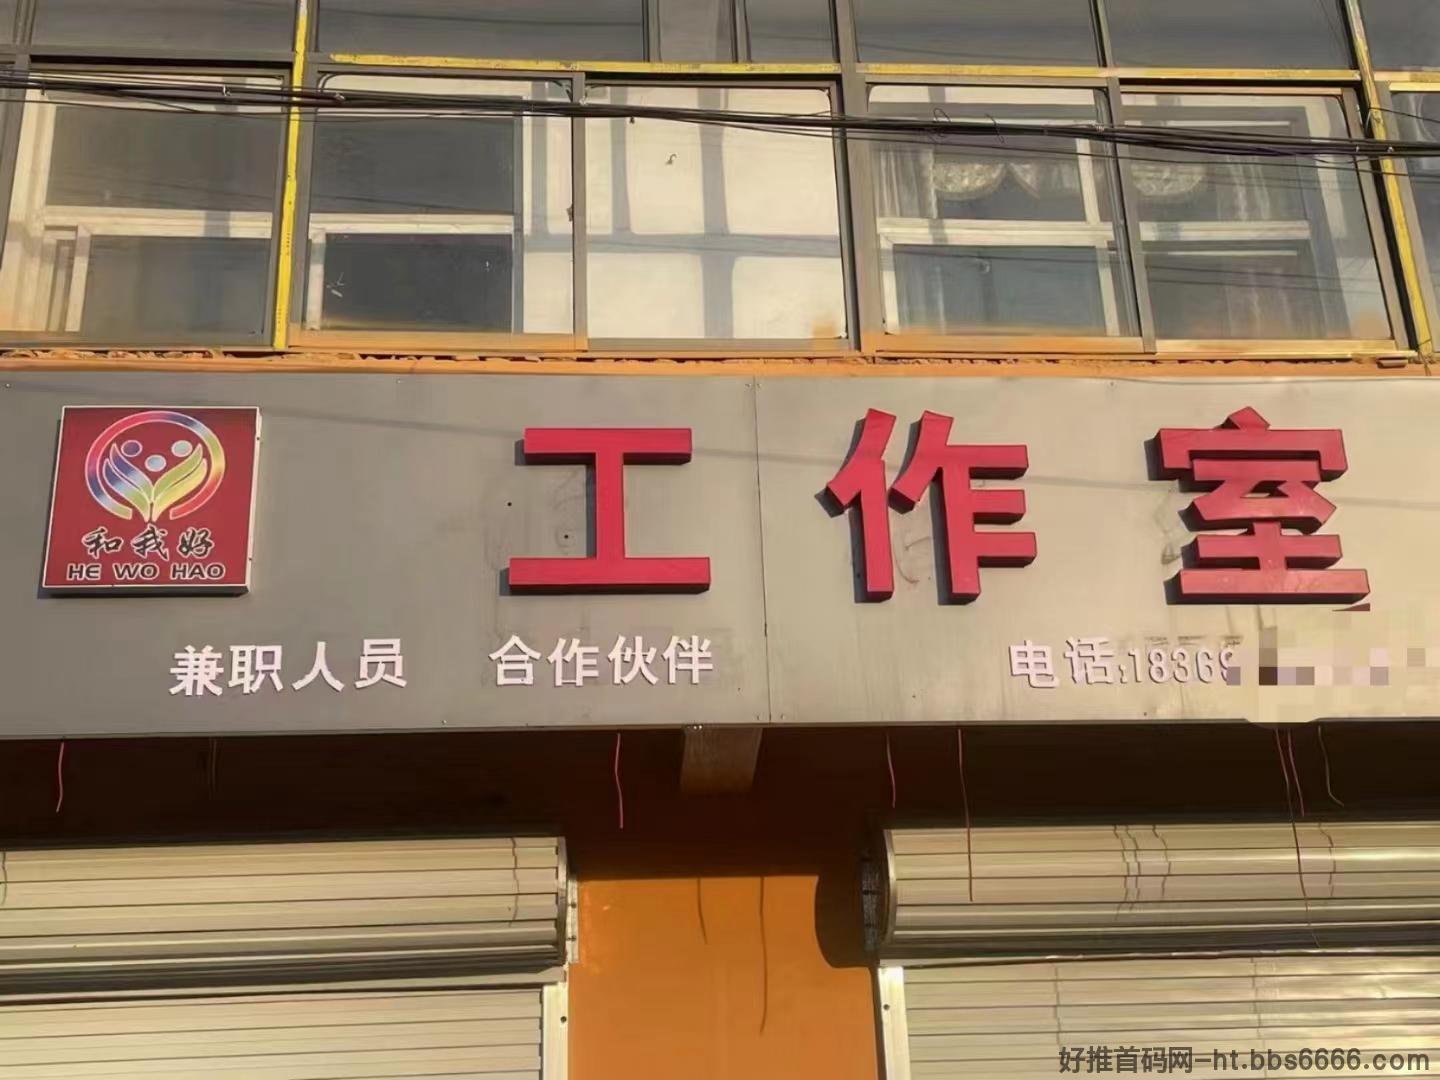 和我好
HE WO HAO
工作室
兼职人员 合作伙伴
电话:18369
好推首码网-ht.bbs6666.com